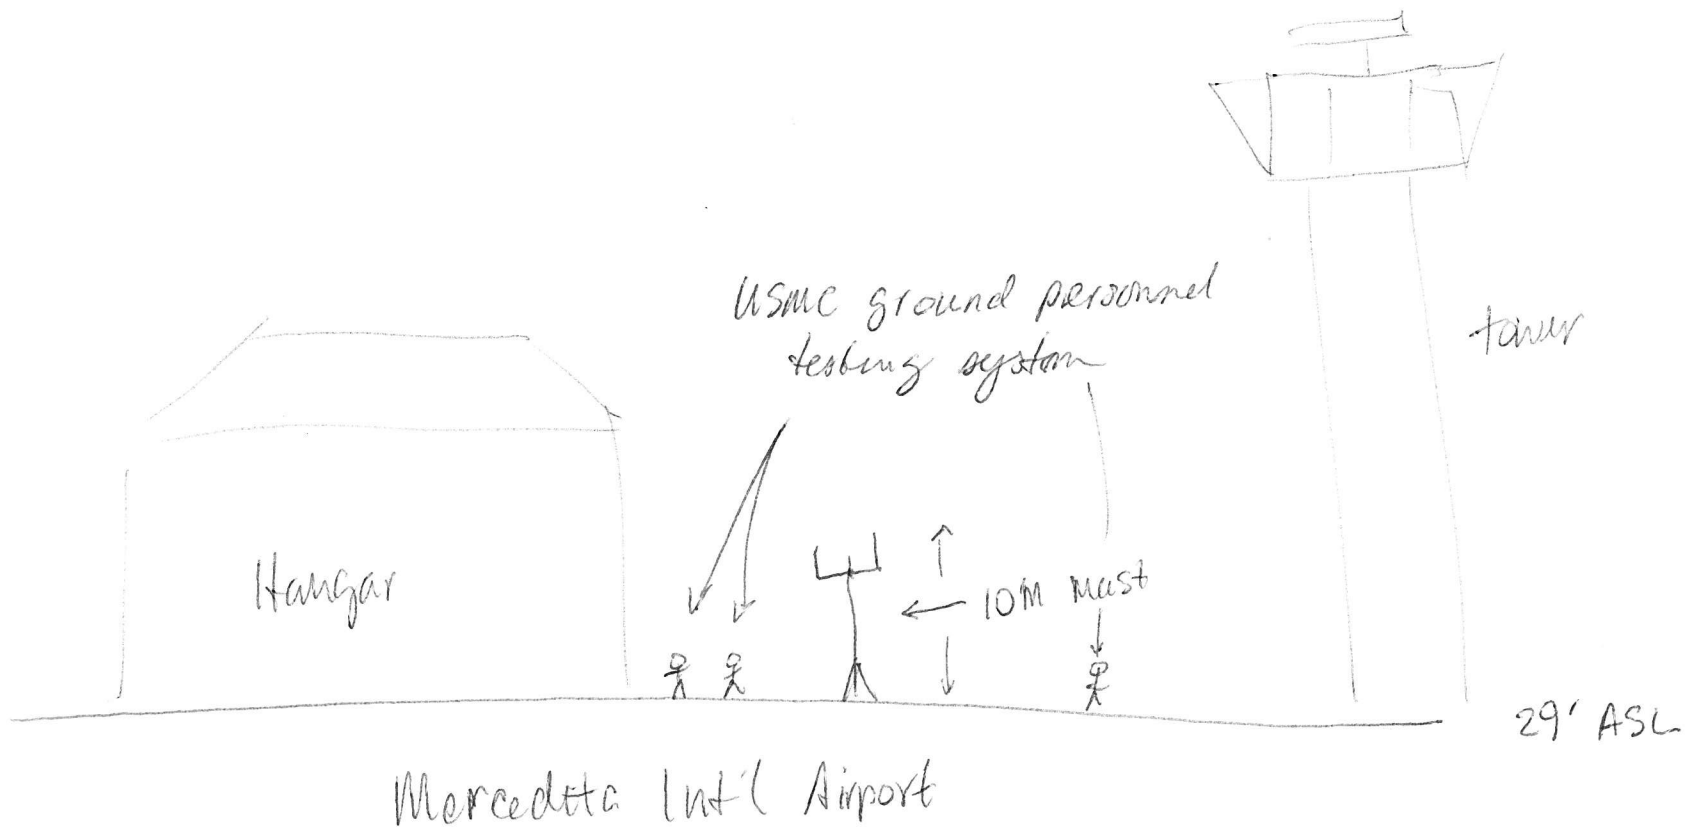 USMC ground personnel
testing system
tower
Hangar
10M mast
29' ASL
Mercedita Int'l Airport